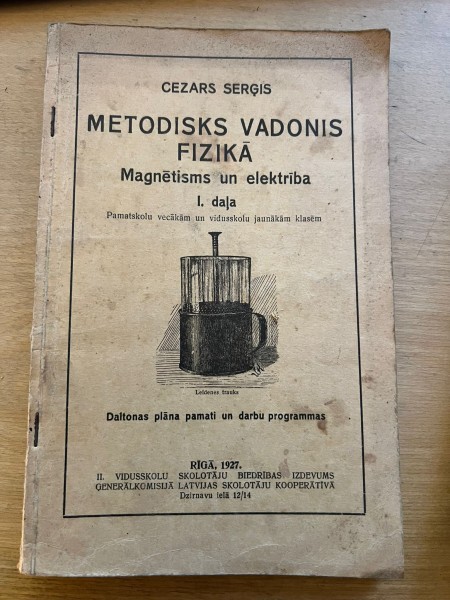 CEZARS SERĢIS
METODISKS VADONIS
FIZIKĀ
Magnētisms un elektrība
I. daļa
Pamatskolu vecākām un vidusskolu jaunākām klasēm
Leidenes trauks
Daltonas plāna pamati un darbu programmas
RĪGĀ, 1927.
II. VIDUSSKOLU SKOLOTĀJU BIEDRĪBAS IZDEVUMS
ĢENERĀLKOMISIJĀ LATVIJAS SKOLOTĀJU KOOPERĀTĪVĀ
Dzirnavu ielā 12/14